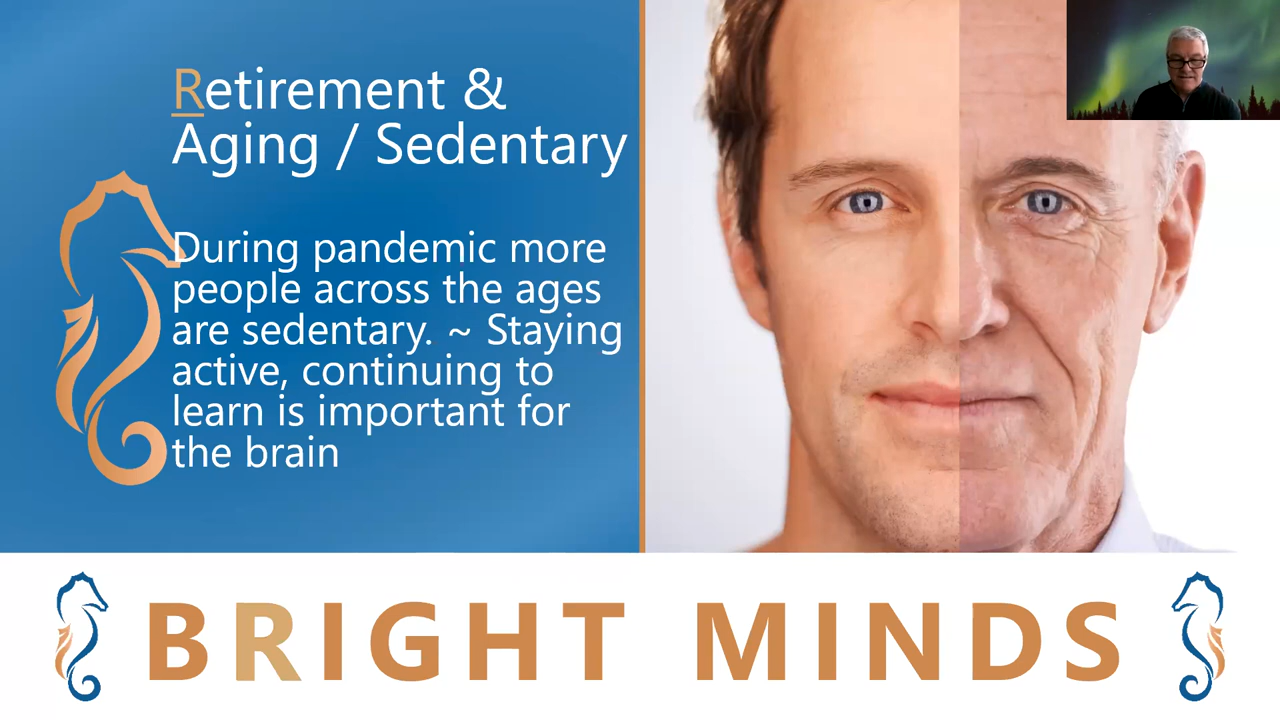 Retirement &
Aging / Sedentary
During pandemic more
people across the ages
are sedentary. ~ Staying
active, continuing to
learn is important for
the brain
BRIGHT MINDS